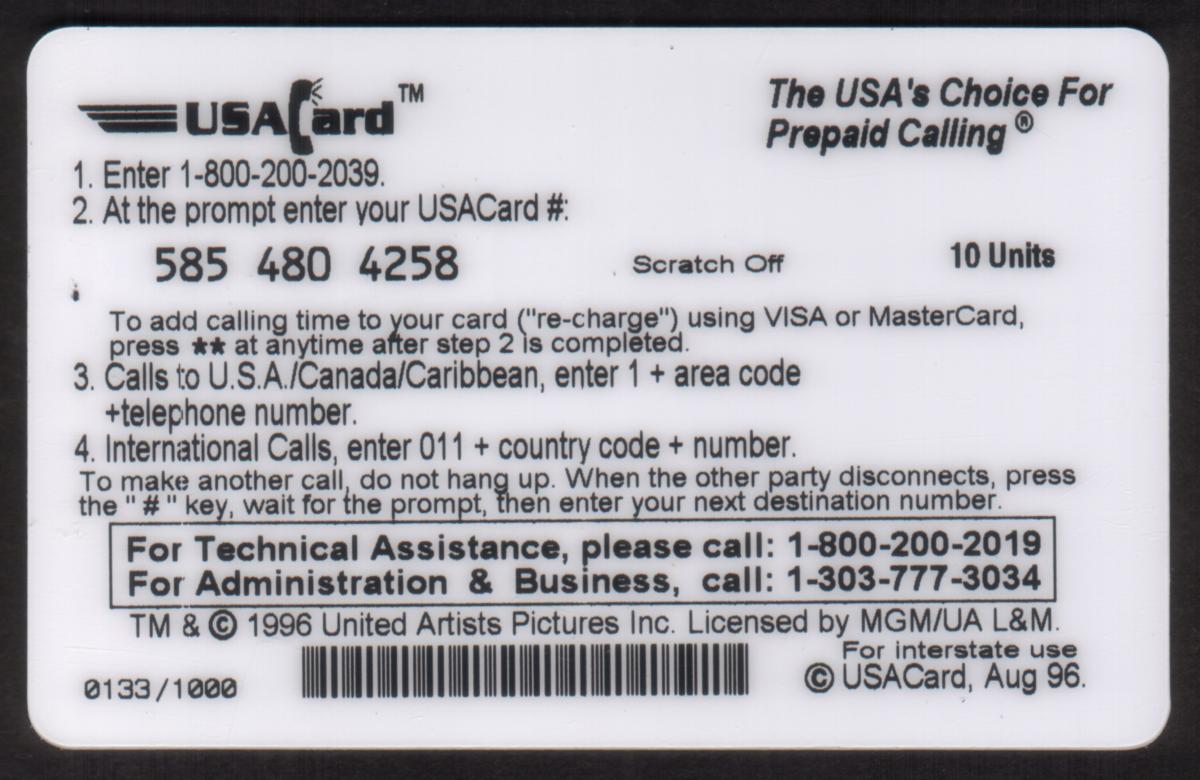 USACard™
The USA's Choice For
Prepaid Calling ®
1. Enter 1-800-200-2039.
2. At the prompt enter your USACard #:
585 480 4258 Scratch Off 10 Units
To add calling time to your card ("re-charge") using VISA or MasterCard,
press ** at anytime after step 2 is completed.
3. Calls to U.S.A./Canada/Caribbean, enter 1 + area code
+telephone number.
4. International Calls, enter 011 + country code + number.
To make another call, do not hang up. When the other party disconnects, press
the "#" key, wait for the prompt, then enter your next destination number.
For Technical Assistance, please call: 1-800-200-2019
For Administration & Business, call: 1-303-777-3034
TM & © 1996 United Artists Pictures Inc. Licensed by MGM/UA L&M.
For interstate use
0133/1000
© USACard, Aug 96.